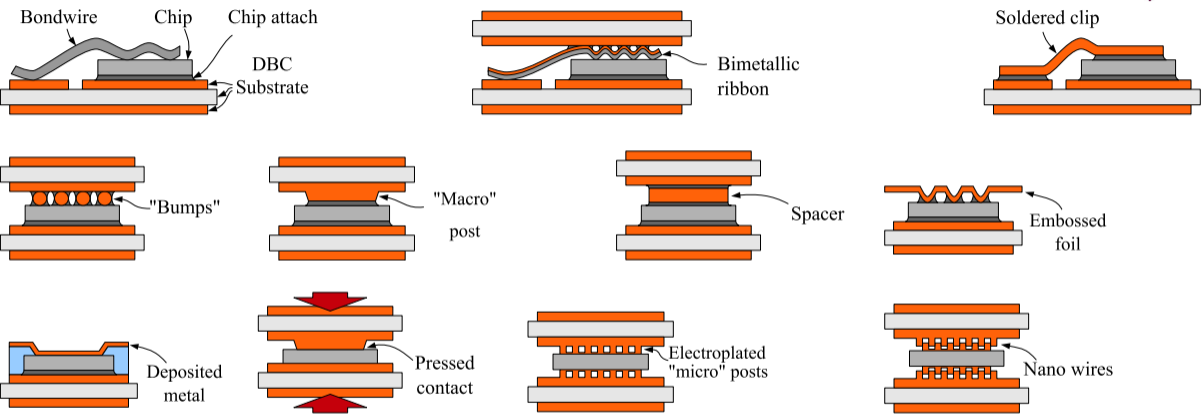 Bondwire
Chip
Chip attach
DBC
Substrate
Bimetallic
ribbon
Soldered clip
"Bumps"
"Macro"
post
Spacer
Embossed
foil
Deposited
metal
Pressed
contact
Electroplated
"micro" posts
Nano wires